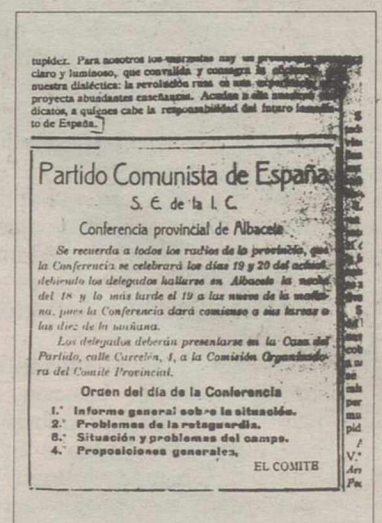 tupidez. Para nosotros los marxistas hay un
claro y luminoso, que convalida y consagra la
nuestra dialéctica: la revolución rusa
proyecta abundantes enseñanzas. Acudan a ella nuestros
dicatos, a quienes cabe la responsabilidad del futuro
to de España.
Partido Comunista de España
S. E. de la I. C.
Conferencia provincial de Albacete
Se recuerda a todos los radios de la provincia, que
la Conferencia se celebrará los días 19 y 20 del actual,
debiendo los delegados hallarse en Albacete la noche
del 18 y lo más tarde el 19 a las nueve de la maña-
na, pues la Conferencia dará comienzo a sus tareas a
las diez de la mañana.
Los delegados deberán presentarse en la Casa del
Partido, calle Carcelén, 4, a la Comisión Organizado-
ra del Comité Provincial.
Orden del día de la Conferencia
1.° Informe general sobre la situación.
2.° Problemas de la retaguardia.
3.° Situación y problemas del campo.
4.° Proposiciones generales,
EL COMITE